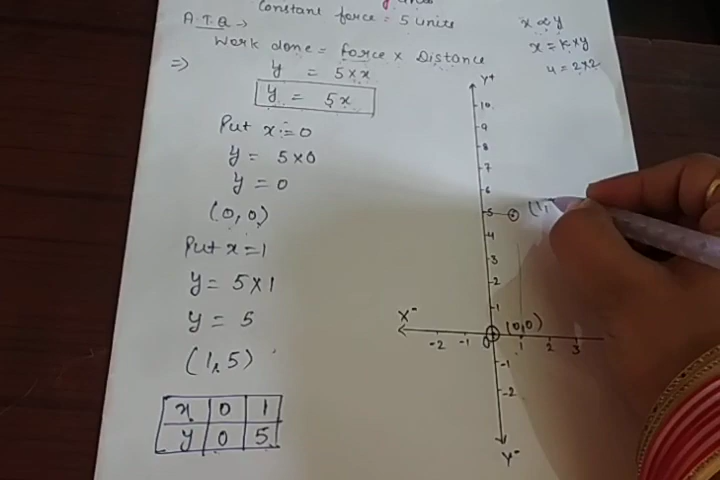 Constant force = 5 units
A.T.Q →
Work done = force × Distance
⇒ y = 5×x
y = 5x
Put x = 0
y = 5×0
y = 0
(0,0)
Put x = 1
y = 5×1
y = 5
(1,5)
x 0 1
y 0 5
x ∝ y
x = k×y
4 = 2×2
Y+
10
9
8
7
6
5 (1,
4
3
2
1
X- (0,0)
-2 -1 0 1 2 3
-1
-2
Y-